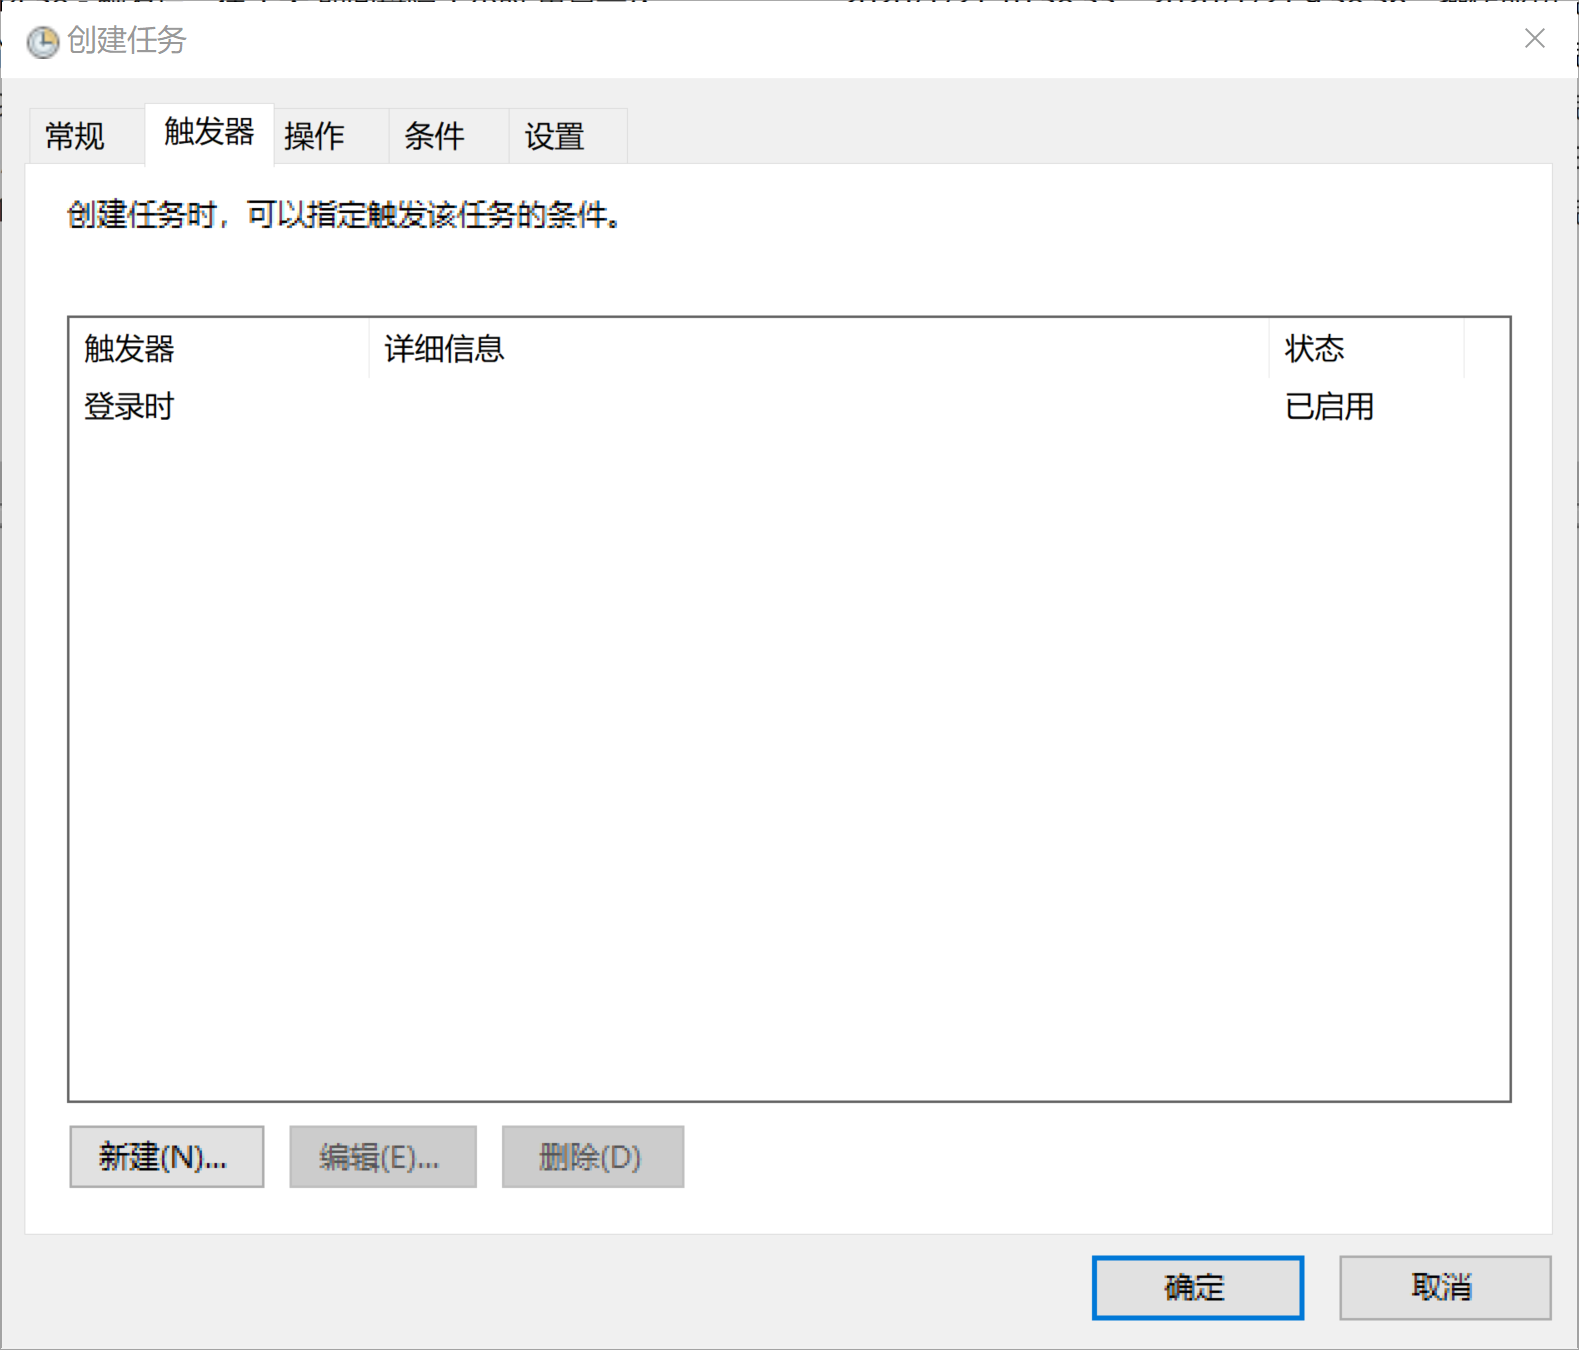 创建任务
常规 触发器 操作 条件 设置
创建任务时，可以指定触发该任务的条件。
触发器 详细信息 状态
登录时 已启用
新建(N)... 编辑(E)... 删除(D)
确定 取消